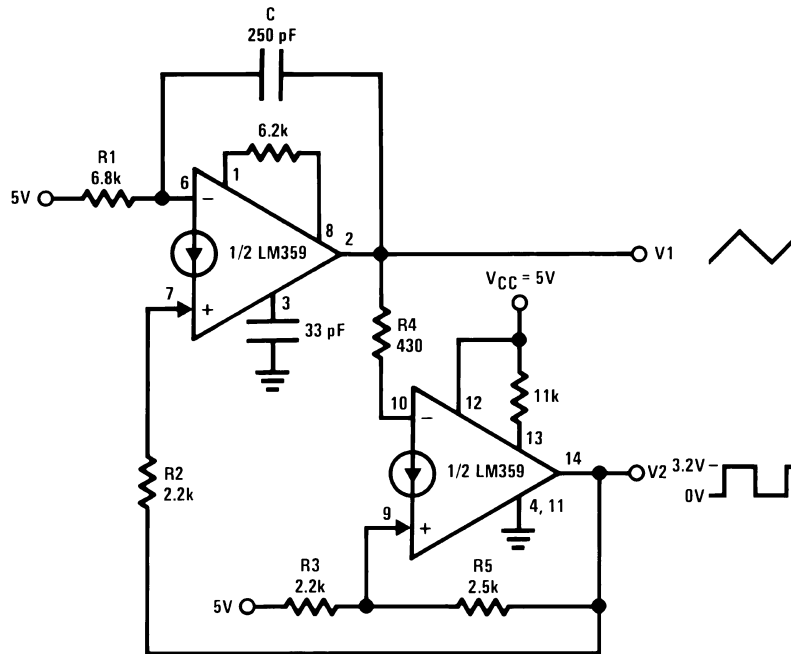 C
250 pF
6.2k
R1
6.8k
5V
6
−
1
8
2
1/2 LM359
7
+
3
33 pF
V1
VCC = 5V
R4
430
10
−
12
11k
13
14
1/2 LM359
V2
3.2V
0V
4, 11
9
+
R2
2.2k
R3
2.2k
R5
2.5k
5V